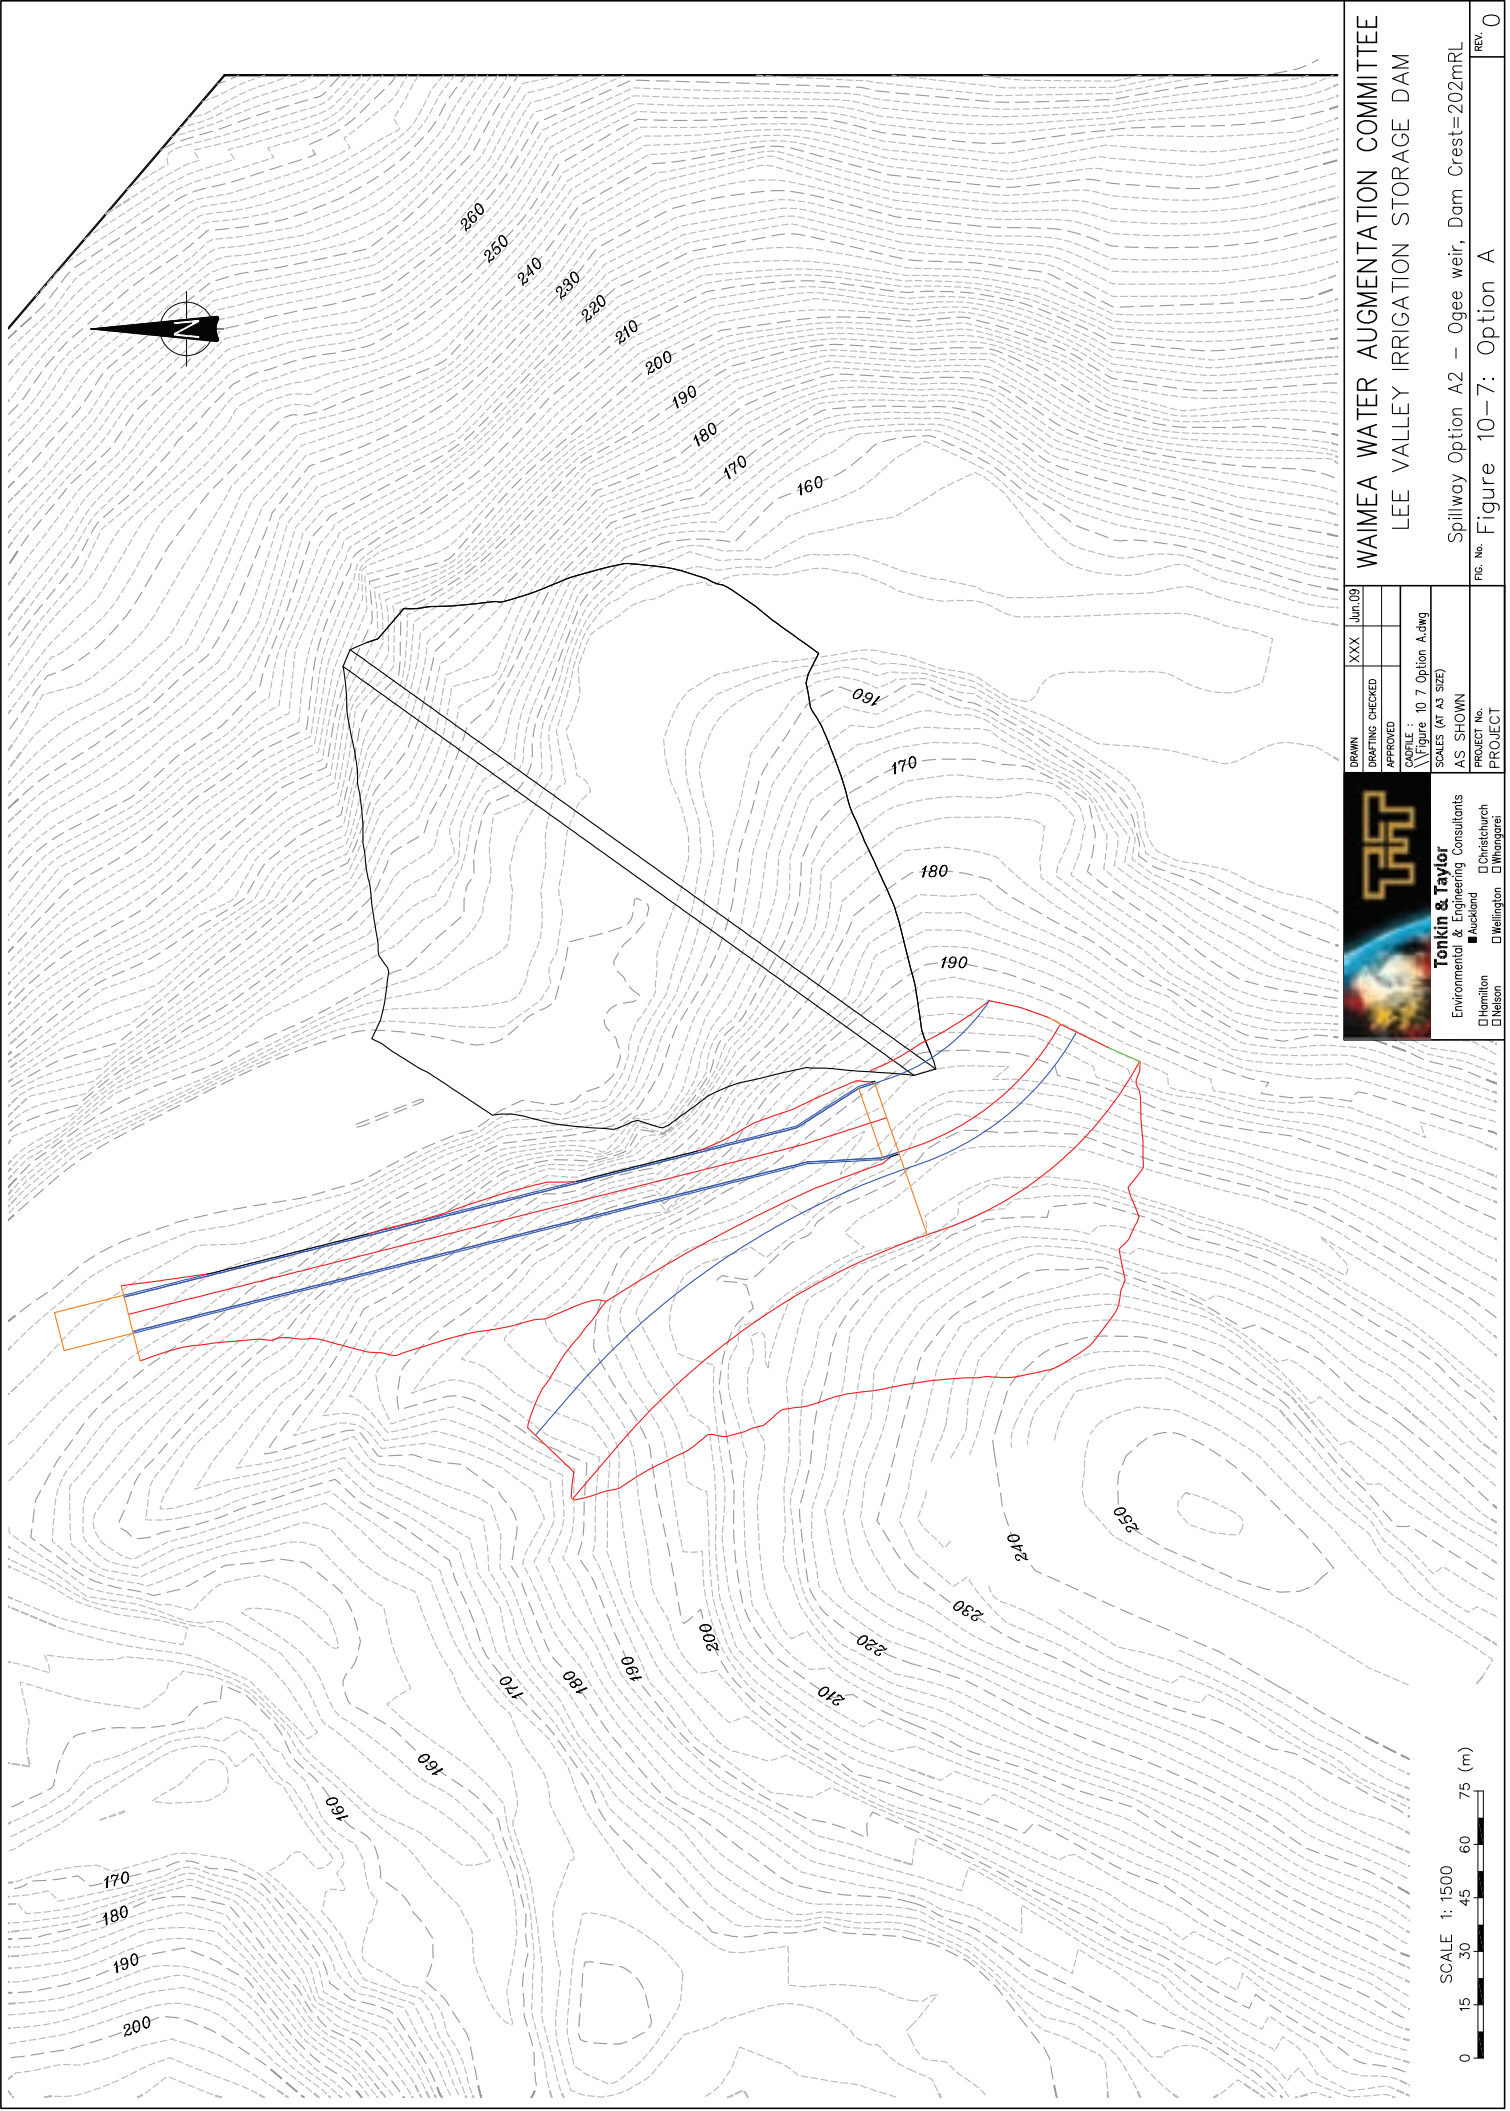 N
260
250
240
230
220
210
200
190
180
170
160
160
170
180
190
170
180
190
200
210
220
230
240
250
160
160
170
180
190
200
SCALE 1: 1500
0 15 30 45 60 75 (m)
T&T
Tonkin & Taylor
Environmental & Engineering Consultants
Hamilton Auckland Christchurch
Nelson Wellington Whangarei
DRAWN XXX Jun.09
DRAFTING CHECKED
APPROVED
CADFILE :
\\Figure 10 7 Option A.dwg
SCALES (AT A3 SIZE)
AS SHOWN
PROJECT No.
PROJECT
WAIMEA WATER AUGMENTATION COMMITTEE
LEE VALLEY IRRIGATION STORAGE DAM
Spillway Option A2 – Ogee weir, Dam Crest=202mRL
FIG. No. Figure 10–7: Option A
REV. 0